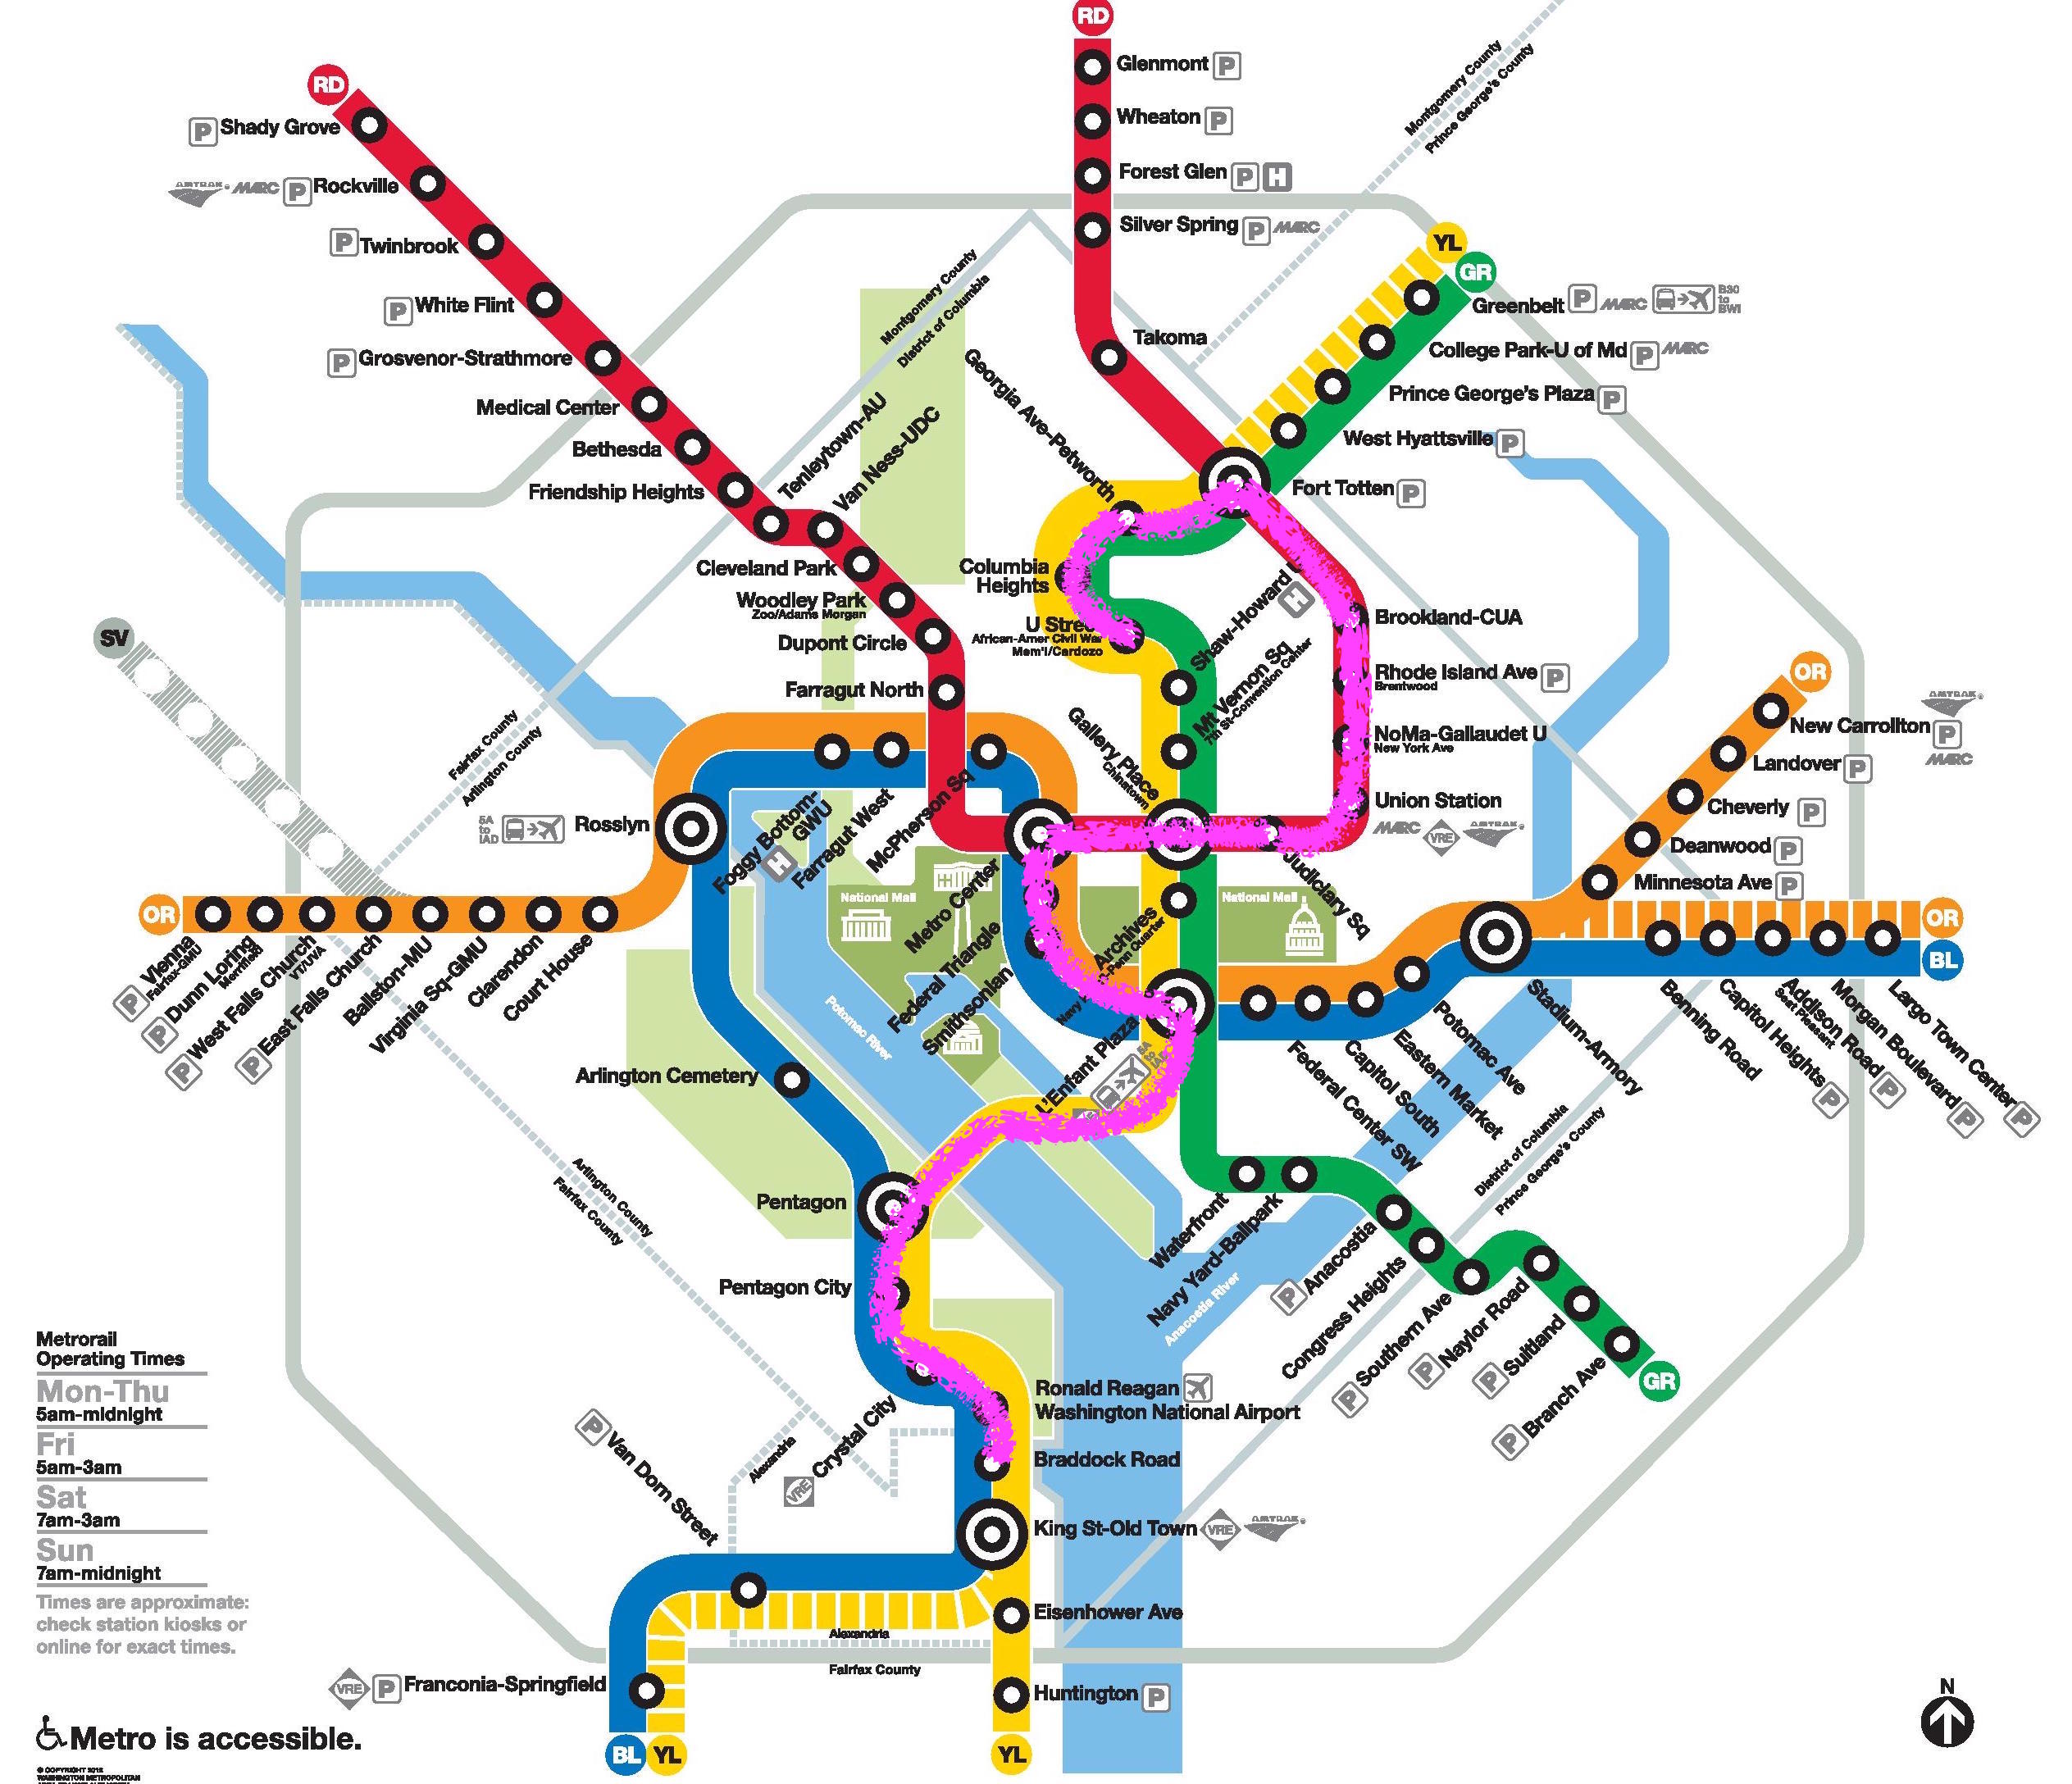 RD
Glenmont P
Wheaton P
Forest Glen P H
Silver Spring P MARC
Takoma
Montgomery County
Prince George's County
RD
P Shady Grove
AMTRAK MARC P Rockville
P Twinbrook
P White Flint
P Grosvenor-Strathmore
Medical Center
Bethesda
Friendship Heights
Tenleytown-AU
Van Ness-UDC
Cleveland Park
Woodley Park
Zoo/Adams Morgan
Dupont Circle
Farragut North
Montgomery County
District of Columbia
YL
GR
Greenbelt P MARC B30
to
BWI
College Park-U of Md P MARC
Prince George's Plaza P
West Hyattsville P
Fort Totten P
Georgia Ave-Petworth
Columbia
Heights
U Stree
African-Amer Civil War
Mem'l/Cardozo
Shaw-Howard U
H
Mt Vernon Sq
7th St-Convention Center
Gallery Place
Chinatown
Brookland-CUA
Rhode Island Ave P
Brentwood
NoMa-Gallaudet U
New York Ave
Union Station
MARC VRE AMTRAK
Judiciary Sq
OR
AMTRAK
New Carrollton P
MARC
Landover P
Cheverly P
Deanwood P
Minnesota Ave P
SV
Fairfax County
Arlington County
5A
to
IAD
Rosslyn
Foggy Bottom-
GWU
H
Farragut West
McPherson Sq
Metro Center
Federal Triangle
Smithsonian
National Mall
National Mall
Archives
Penn Quarter
Navy
L'Enfant Plaza
5A
to
IAD
OR
Vienna
Fairfax-GMU
P
Dunn Loring
Merrifield
P
West Falls Church
VT/UVA
P
East Falls Church
P
Ballston-MU
Virginia Sq-GMU
Clarendon
Court House
OR
BL
Federal Center SW
Capitol South
Eastern Market
Potomac Ave
Stadium-Armory
Benning Road
Capitol Heights P
Addison Road P
Seat Pleasant
Morgan Boulevard P
Largo Town Center P
Potomac River
Arlington Cemetery
Pentagon
Pentagon City
Arlington County
Fairfax County
District of Columbia
Prince George's County
Waterfront
Navy Yard-Ballpark
Anacostia River
P Anacostia
Congress Heights
P Southern Ave
P Naylor Road
P Suitland
P Branch Ave
GR
VRE Crystal City
Ronald Reagan
Washington National Airport
Braddock Road
King St-Old Town VRE AMTRAK
Eisenhower Ave
Huntington P
Alexandria
P Van Dorn Street
Alexandria
Fairfax County
VRE P Franconia-Springfield
BL
YL
YL
Metrorail
Operating Times
Mon-Thu
5am-midnight
Fri
5am-3am
Sat
7am-3am
Sun
7am-midnight
Times are approximate:
check station kiosks or
online for exact times.
Metro is accessible.
© COPYRIGHT 2012
WASHINGTON METROPOLITAN
N